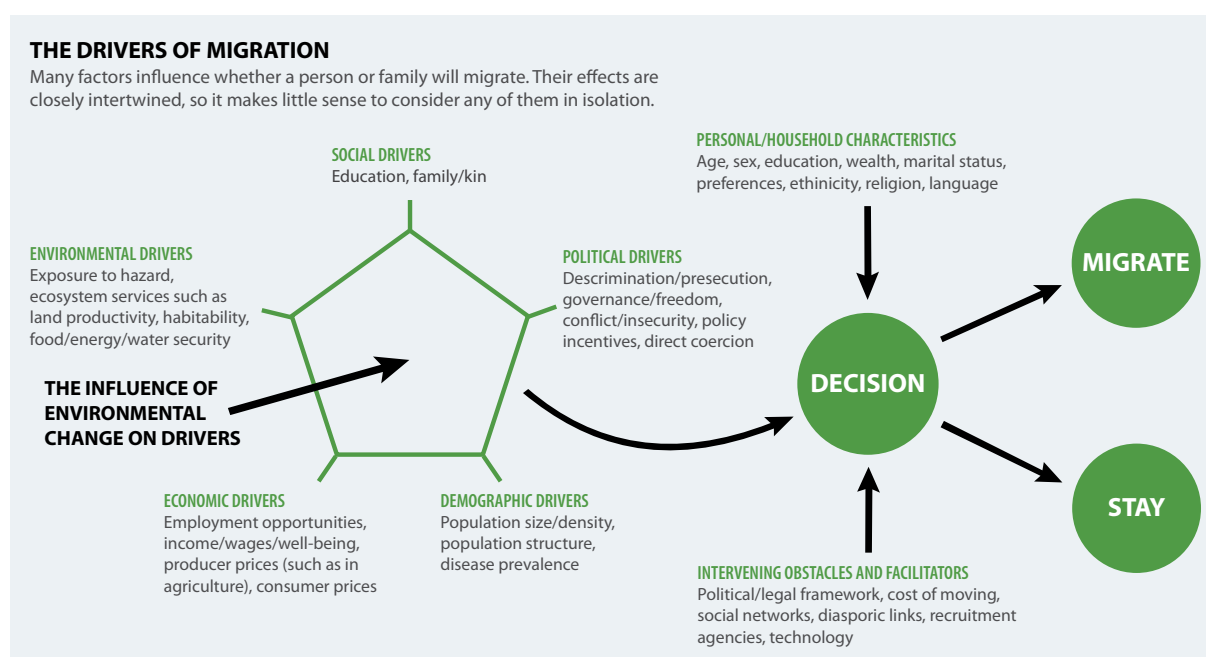 THE DRIVERS OF MIGRATION
Many factors influence whether a person or family will migrate. Their effects are
closely intertwined, so it makes little sense to consider any of them in isolation.
SOCIAL DRIVERS
Education, family/kin
PERSONAL/HOUSEHOLD CHARACTERISTICS
Age, sex, education, wealth, marital status,
preferences, ethinicity, religion, language
ENVIRONMENTAL DRIVERS
Exposure to hazard,
ecosystem services such as
land productivity, habitability,
food/energy/water security
POLITICAL DRIVERS
Descrimination/presecution,
governance/freedom,
conflict/insecurity, policy
incentives, direct coercion
MIGRATE
THE INFLUENCE OF
ENVIRONMENTAL
CHANGE ON DRIVERS
DECISION
STAY
ECONOMIC DRIVERS
Employment opportunities,
income/wages/well-being,
producer prices (such as in
agriculture), consumer prices
DEMOGRAPHIC DRIVERS
Population size/density,
population structure,
disease prevalence
INTERVENING OBSTACLES AND FACILITATORS
Political/legal framework, cost of moving,
social networks, diasporic links, recruitment
agencies, technology